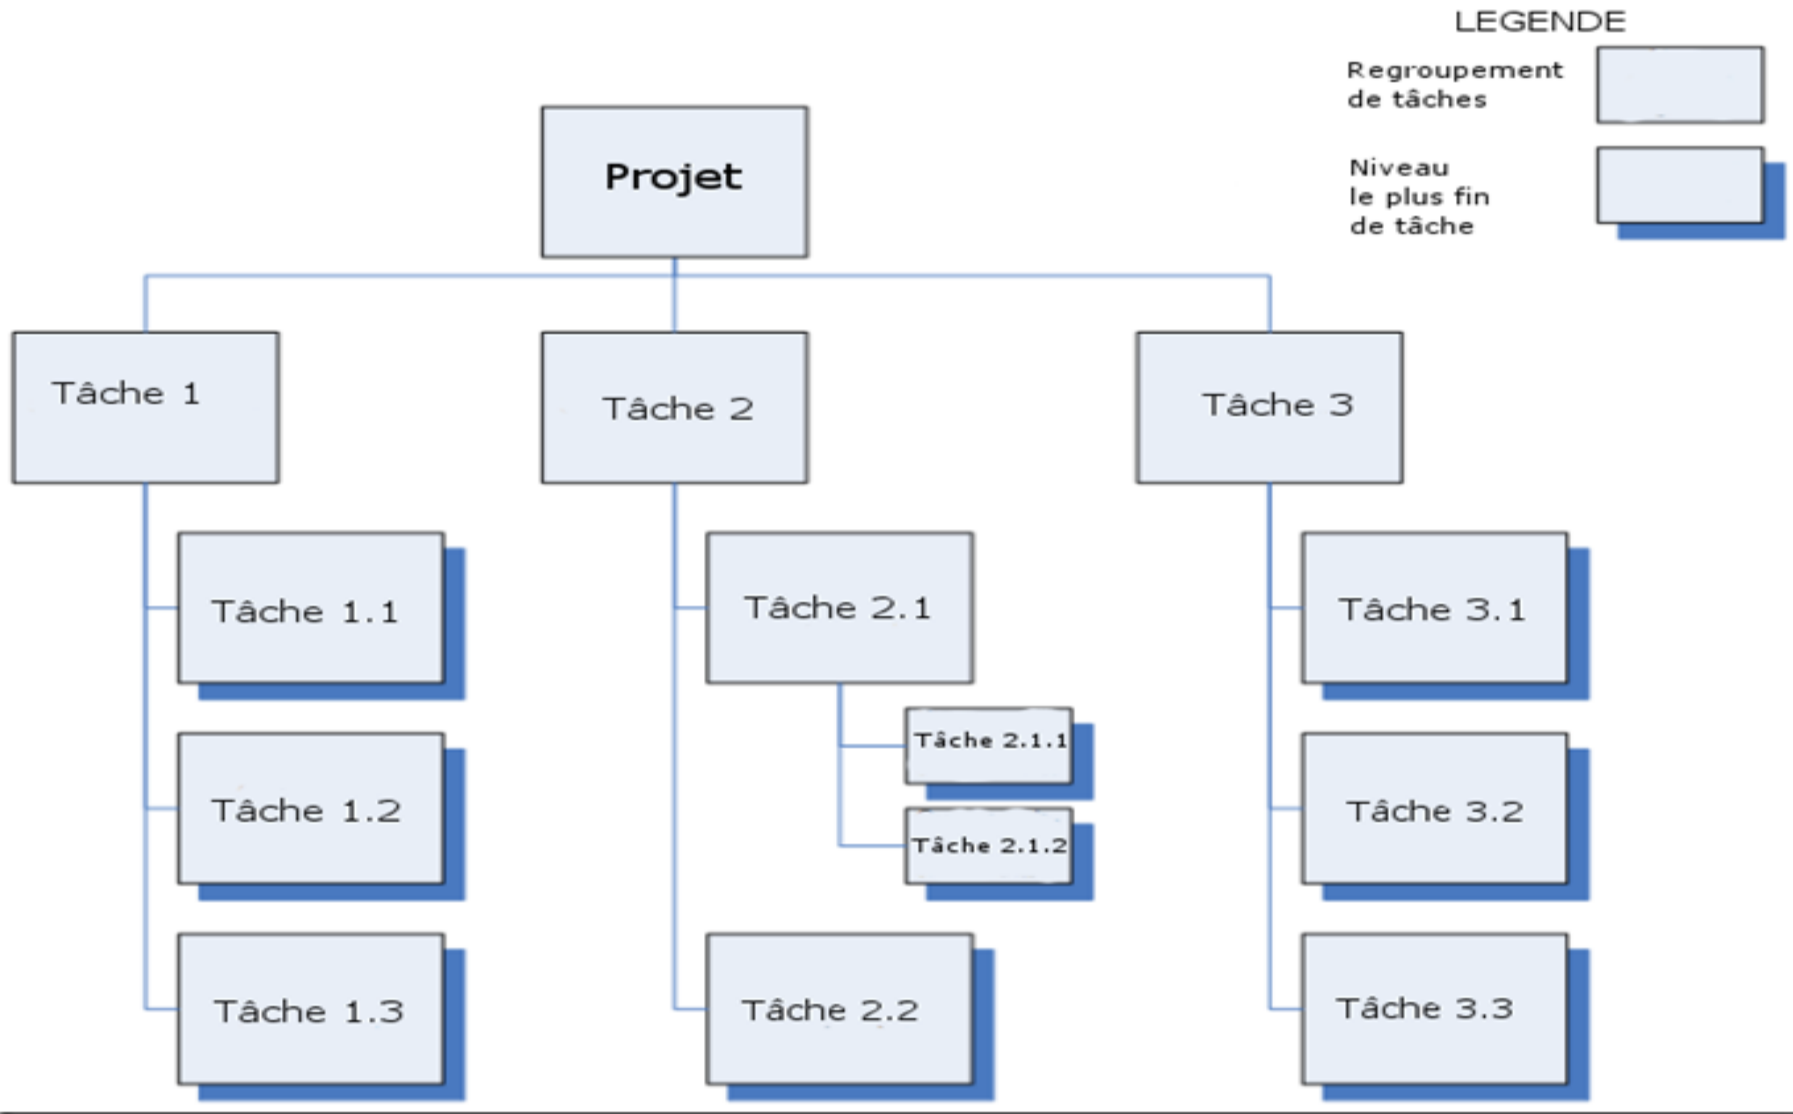 LEGENDE
Regroupement
de tâches
Niveau
le plus fin
de tâche
Projet
Tâche 1
Tâche 2
Tâche 3
Tâche 1.1
Tâche 2.1
Tâche 3.1
Tâche 2.1.1
Tâche 1.2
Tâche 3.2
Tâche 2.1.2
Tâche 1.3
Tâche 2.2
Tâche 3.3